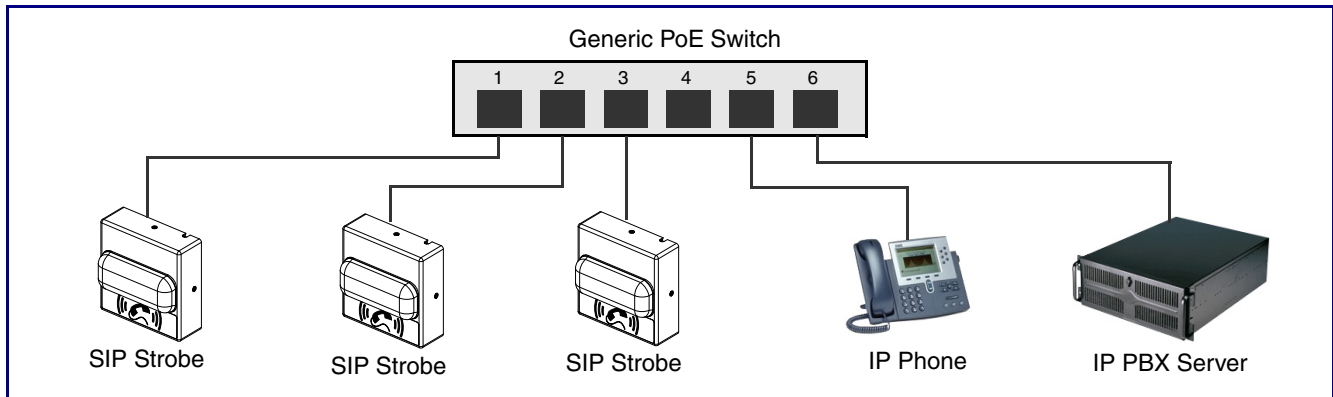 Generic PoE Switch
1 2 3 4 5 6
SIP Strobe
SIP Strobe
SIP Strobe
IP Phone
IP PBX Server